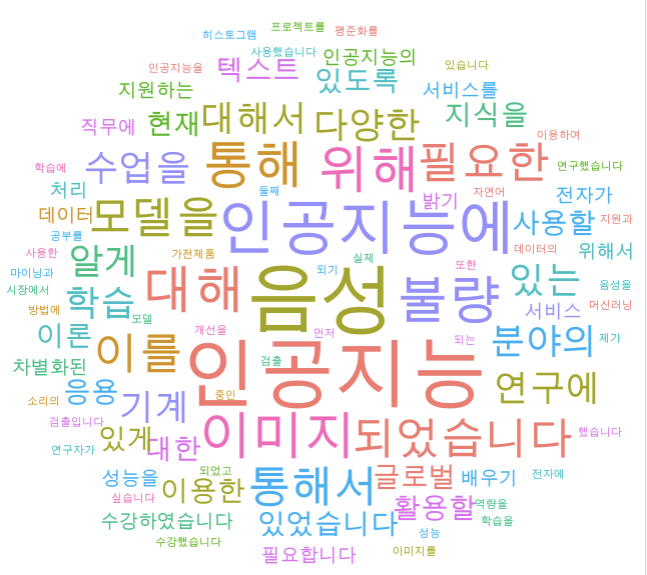 프로젝트를
히스토그램 평준화를
사용했습니다 인공지능의
인공지능을 텍스트 있도록 있습니다
지원하는 서비스를
직무에 현재 대해서 다양한 지식을
이용하여
학습에 수업을 통해 위해 필요한 연구했습니다
처리 둘째 밝기 자연어 전자가
데이터 모델을 인공지능에 사용할 지원과
공부를
사용한 알게 가전제품 데이터의 위해서
마이닝과 되기 실제 또한
시장에서 학습 대해 음성 불량 있는 음성을
방법에 모델 서비스 머신러닝
이론 개선을 먼저 되는 분야의 제가
차별화된 이를 인공지능 검출
소리의 응용 기계 중인 연구에
검출입니다 이미지 되었습니다 했습니다
연구자가 있게 대한
성능을 되었고 통해서 글로벌 배우기 전자에
싶습니다 이용한 활용할 역량을
수강하였습니다 있었습니다 학습을
성능
수강했습니다 필요합니다 이미지를